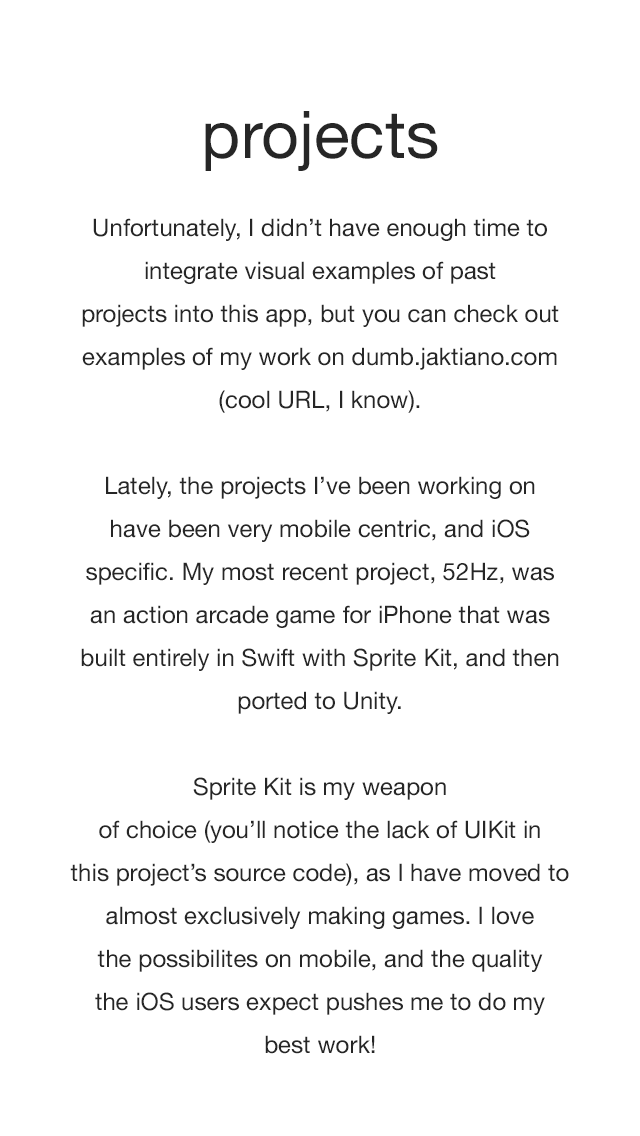 projects
Unfortunately, I didn’t have enough time to
integrate visual examples of past
projects into this app, but you can check out
examples of my work on dumb.jaktiano.com
(cool URL, I know).
Lately, the projects I’ve been working on
have been very mobile centric, and iOS
specific. My most recent project, 52Hz, was
an action arcade game for iPhone that was
built entirely in Swift with Sprite Kit, and then
ported to Unity.
Sprite Kit is my weapon
of choice (you’ll notice the lack of UIKit in
this project’s source code), as I have moved to
almost exclusively making games. I love
the possibilites on mobile, and the quality
the iOS users expect pushes me to do my
best work!